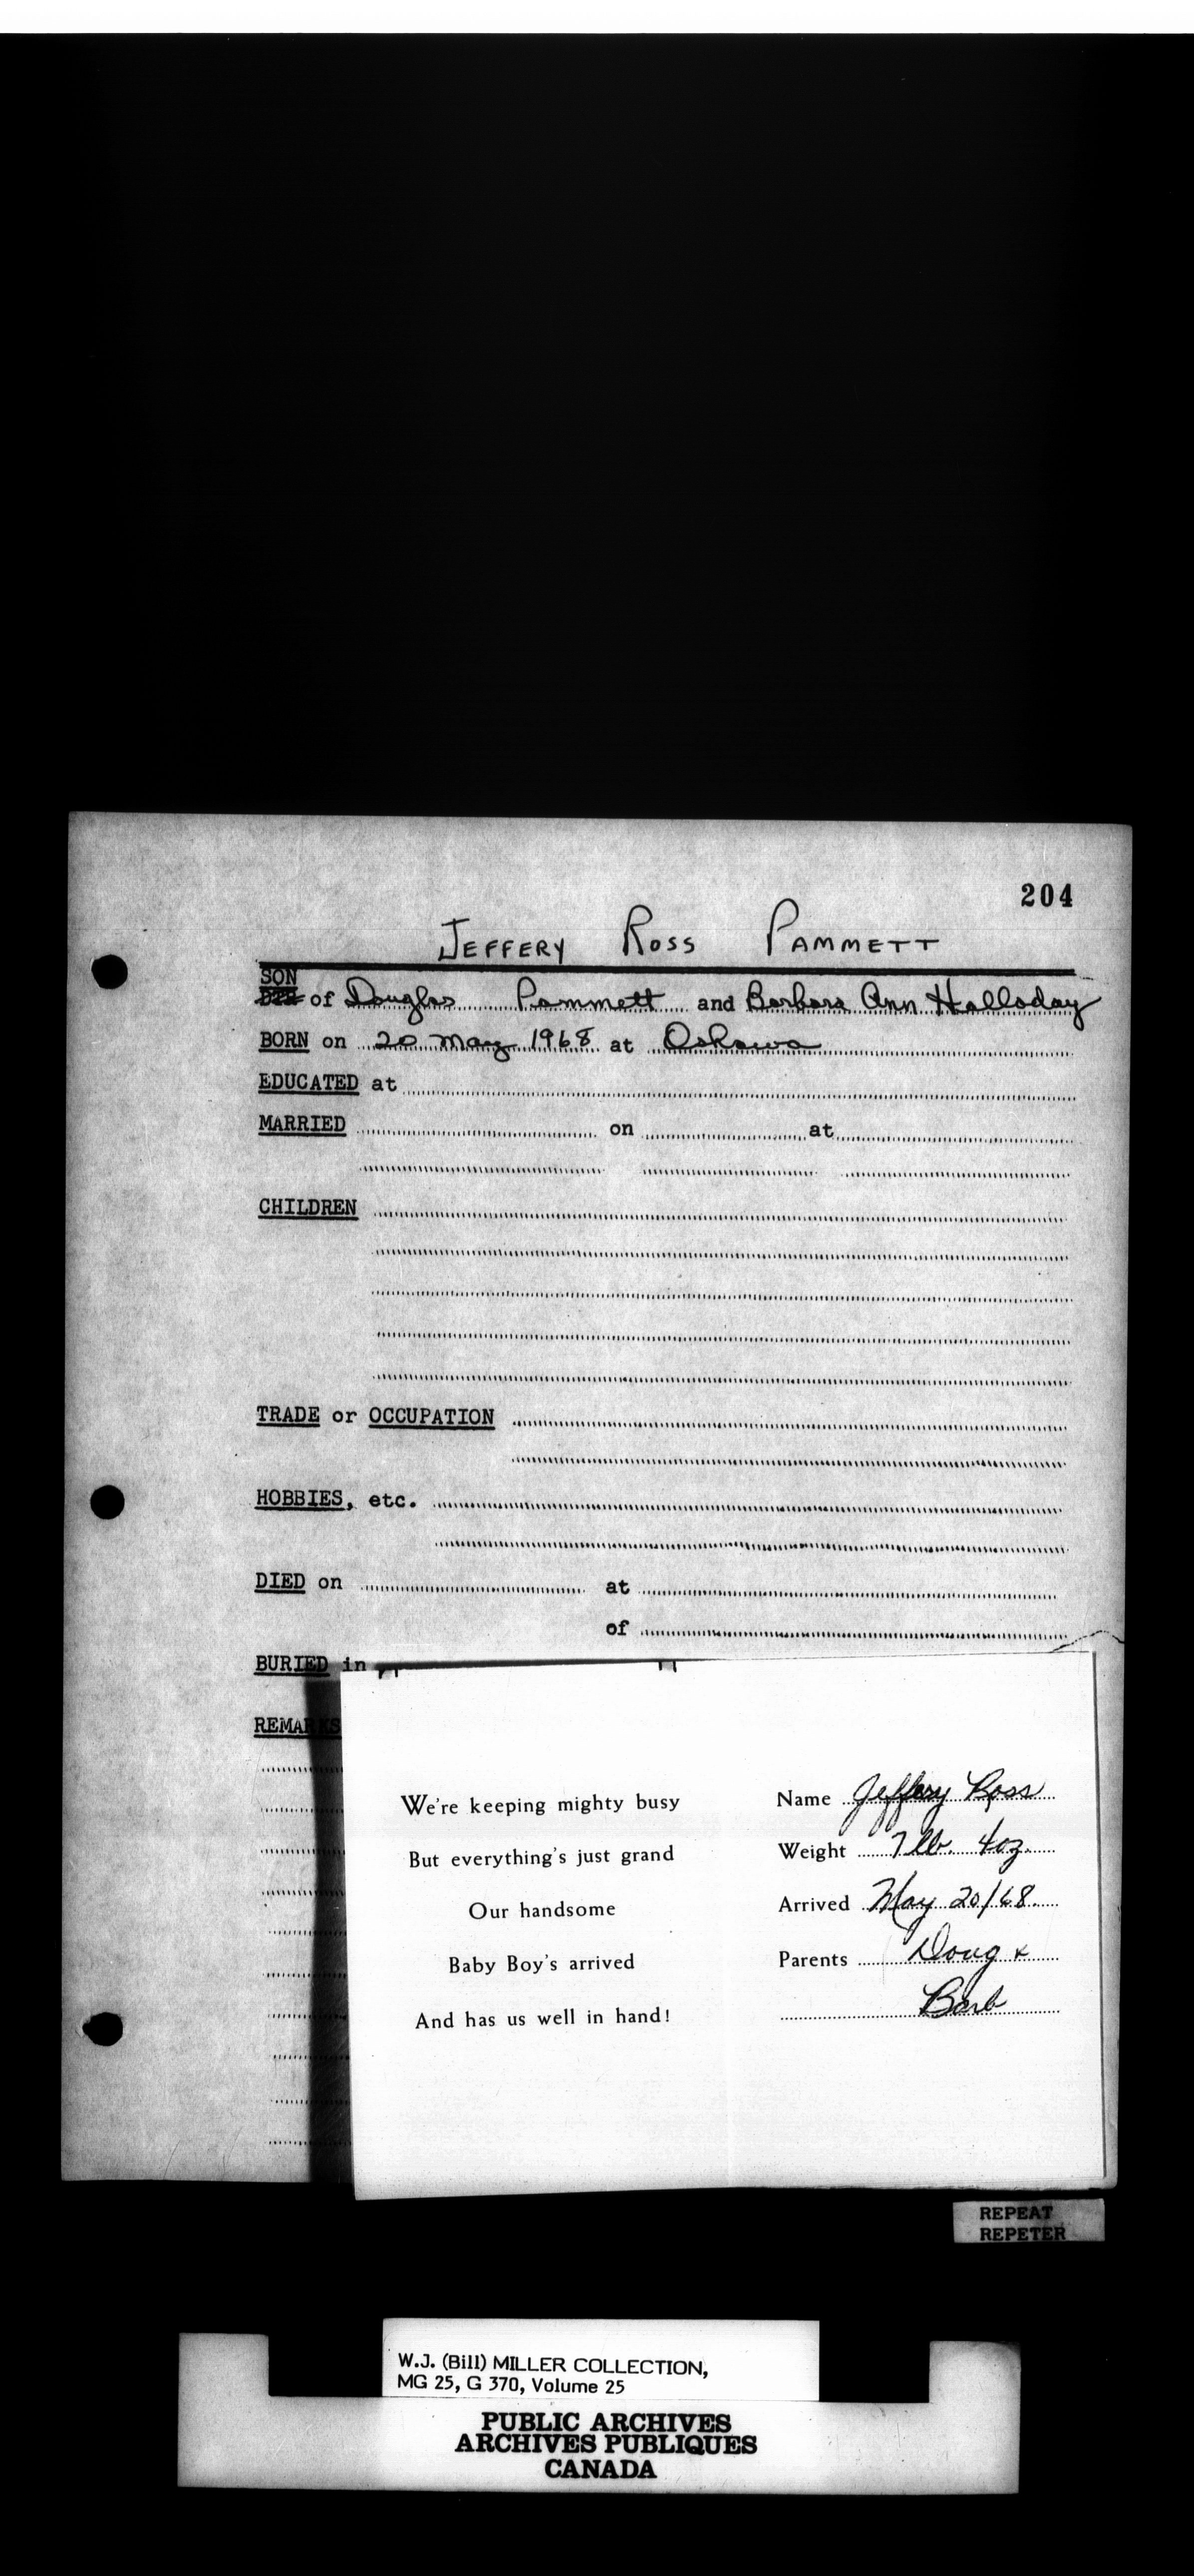 204
JEFFERY ROSS PAMMETT
SON
of Douglas Pammett and Barbara Ann Holladay
BORN on 20 May 1968 at Oshawa
EDUCATED at
MARRIED on at
CHILDREN
TRADE or OCCUPATION
HOBBIES, etc.
DIED on at
of
BURIED in
REMARKS
We're keeping mighty busy
But everything's just grand
Our handsome
Baby Boy's arrived
And has us well in hand!
Name Jeffery Ross
Weight 7 lb. 4 oz.
Arrived May 20/68.
Parents Doug &
Barb
REPEAT
REPETER
W.J. (Bill) MILLER COLLECTION,
MG 25, G 370, Volume 25
PUBLIC ARCHIVES
ARCHIVES PUBLIQUES
CANADA